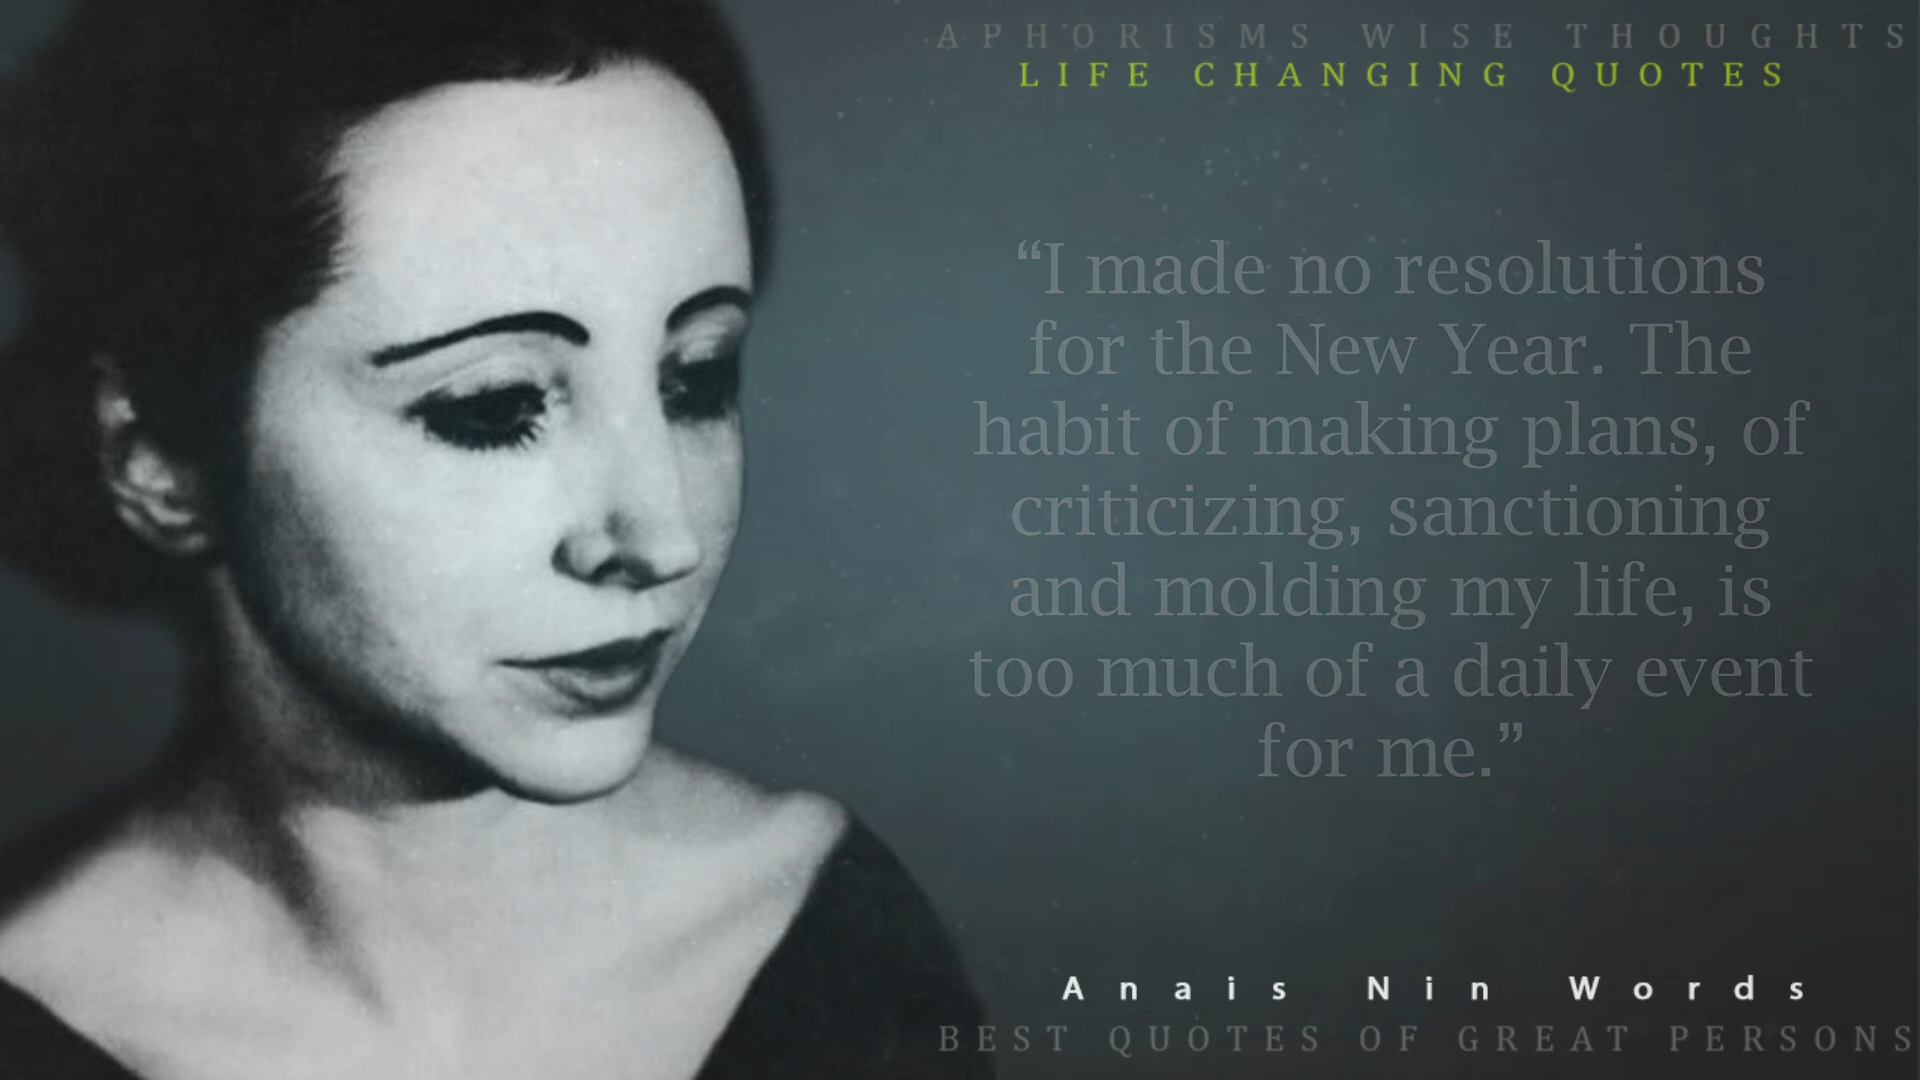 APHORISMS WISE THOUGHTS
LIFE CHANGING QUOTES
“I made no resolutions
for the New Year. The
habit of making plans, of
criticizing, sanctioning
and molding my life, is
too much of a daily event
for me.”
Anais Nin Words
BEST QUOTES OF GREAT PERSONS